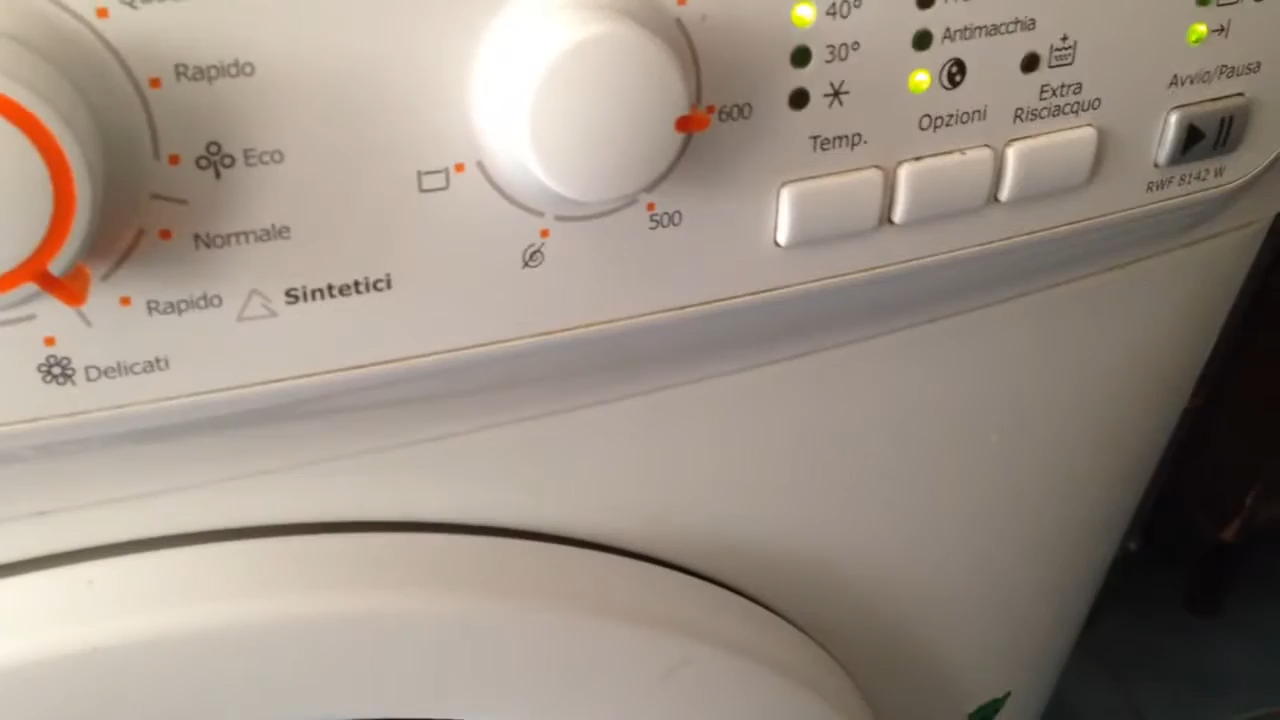 Rapido
Eco
Normale
Rapido
Sintetici
Delicati
600
500
40°
30°
Temp.
Antimacchia
Opzioni
Extra
Risciacquo
Avvio/Pausa
RWF 8142 W